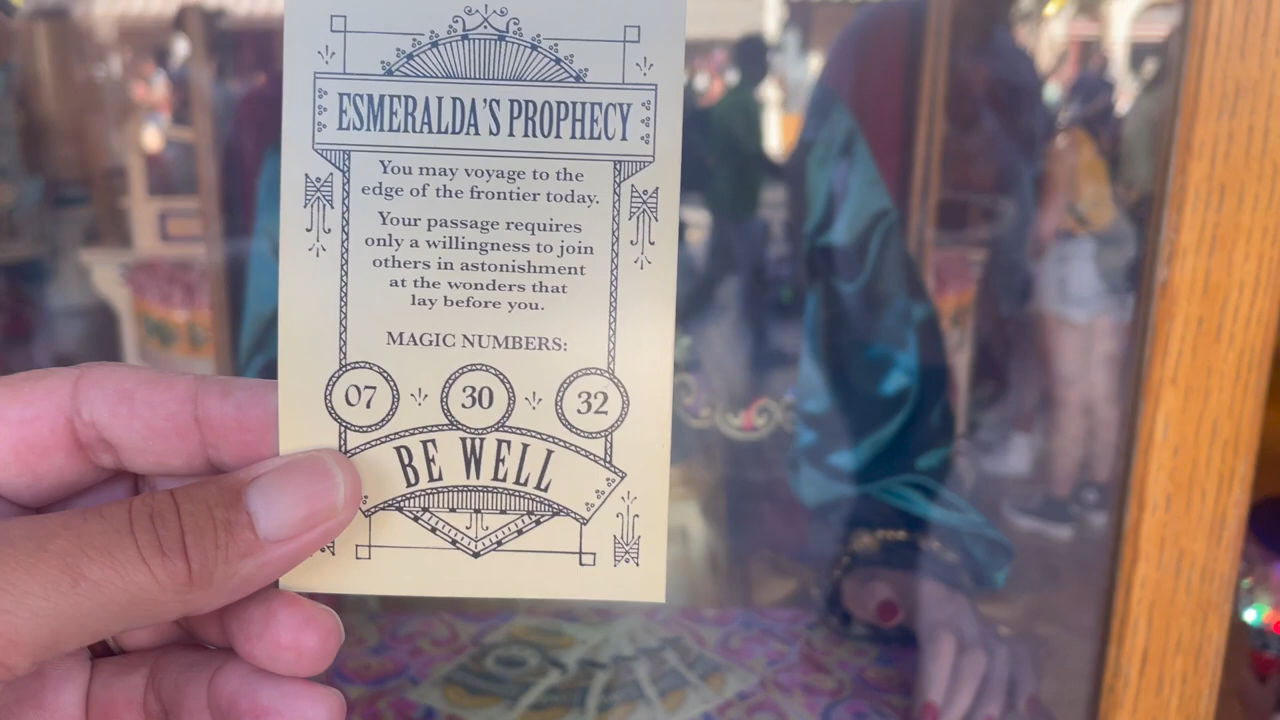 ESMERALDA'S PROPHECY
You may voyage to the
edge of the frontier today.
Your passage requires
only a willingness to join
others in astonishment
at the wonders that
lay before you.
MAGIC NUMBERS:
07 30 32
BE WELL